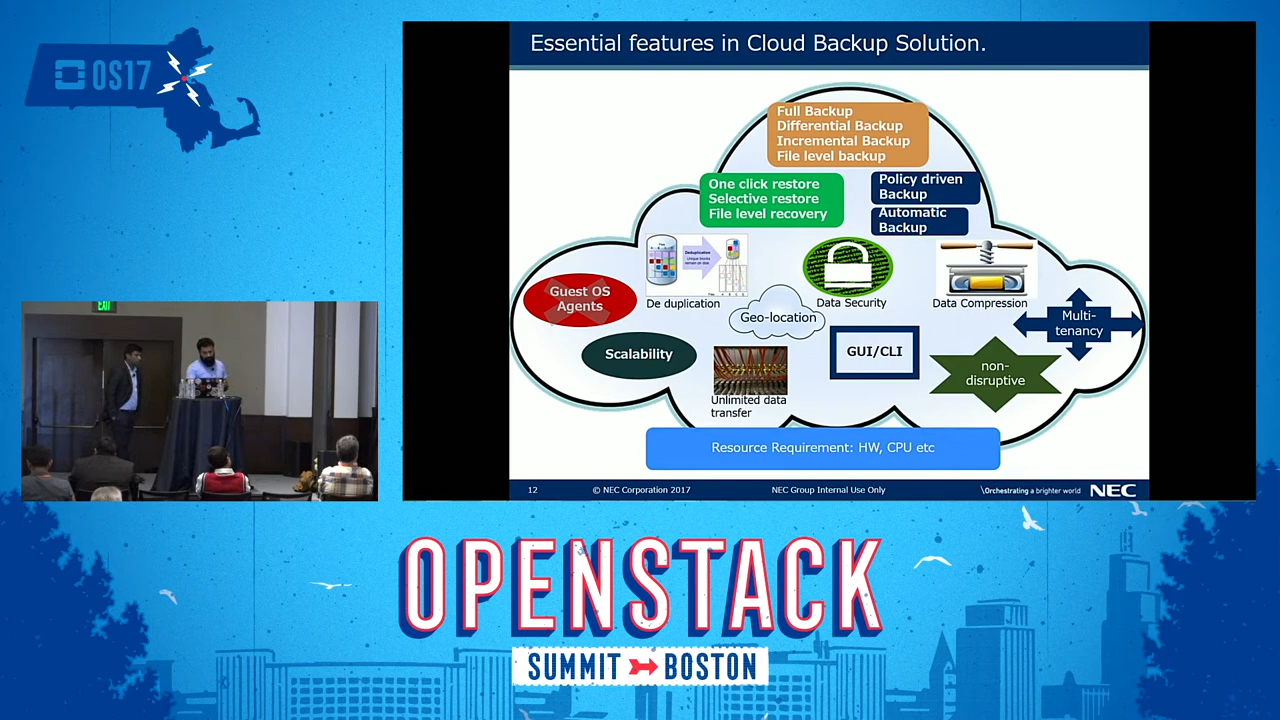 OS17
EXIT
Essential features in Cloud Backup Solution.
Full Backup
Differential Backup
Incremental Backup
File level backup
One click restore
Selective restore
File level recovery
Policy driven
Backup
Automatic
Backup
Deduplication
Guest OS
Agents
De duplication
Data Security
Data Compression
Geo-location
Multi-
tenancy
Scalability
GUI/CLI
non-
disruptive
Unlimited data
transfer
Resource Requirement: HW, CPU etc
12
© NEC Corporation 2017
NEC Group Internal Use Only
\Orchestrating a brighter world
NEC
OPENSTACK
SUMMIT BOSTON